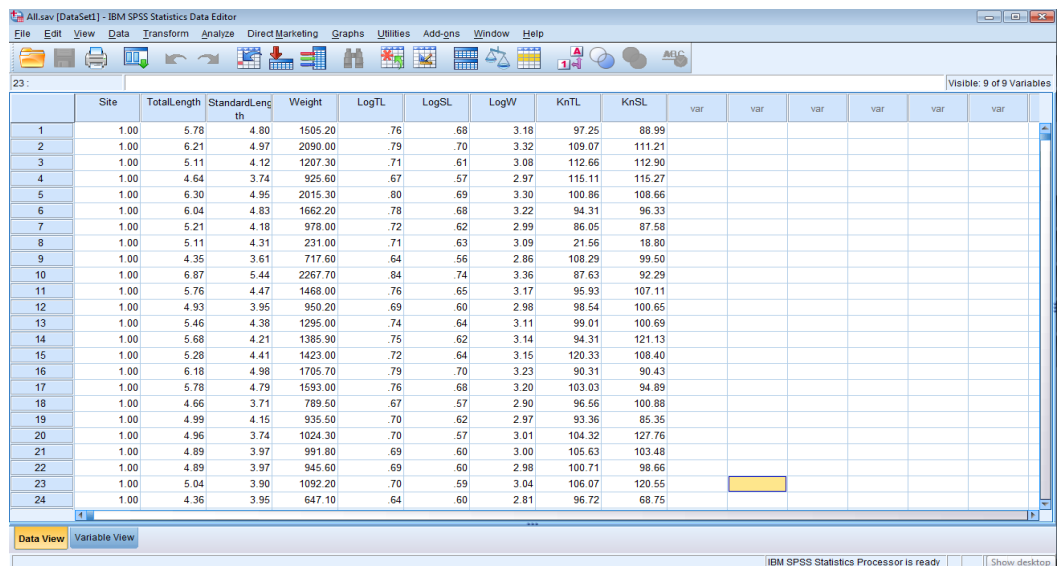 All.sav [DataSet1] - IBM SPSS Statistics Data Editor
File Edit View Data Transform Analyze Direct Marketing Graphs Utilities Add-ons Window Help
23 :
Visible: 9 of 9 Variables
Site TotalLength StandardLength Weight LogTL LogSL LogW KnTL KnSL var var var var var var
1 1.00 5.78 4.80 1505.20 .76 .68 3.18 97.25 88.99
2 1.00 6.21 4.97 2090.00 .79 .70 3.32 109.07 111.21
3 1.00 5.11 4.12 1207.30 .71 .61 3.08 112.66 112.90
4 1.00 4.64 3.74 925.60 .67 .57 2.97 115.11 115.27
5 1.00 6.30 4.95 2015.30 .80 .69 3.30 100.86 108.66
6 1.00 6.04 4.83 1662.20 .78 .68 3.22 94.31 96.33
7 1.00 5.21 4.18 978.00 .72 .62 2.99 86.05 87.58
8 1.00 5.11 4.31 231.00 .71 .63 3.09 21.56 18.80
9 1.00 4.35 3.61 717.60 .64 .56 2.86 108.29 99.50
10 1.00 6.87 5.44 2267.70 .84 .74 3.36 87.63 92.29
11 1.00 5.76 4.47 1468.00 .76 .65 3.17 95.93 107.11
12 1.00 4.93 3.95 950.20 .69 .60 2.98 98.54 100.65
13 1.00 5.46 4.38 1295.00 .74 .64 3.11 99.01 100.69
14 1.00 5.68 4.21 1385.90 .75 .62 3.14 94.31 121.13
15 1.00 5.28 4.41 1423.00 .72 .64 3.15 120.33 108.40
16 1.00 6.18 4.98 1705.70 .79 .70 3.23 90.31 90.43
17 1.00 5.78 4.79 1593.00 .76 .68 3.20 103.03 94.89
18 1.00 4.66 3.71 789.50 .67 .57 2.90 96.56 100.88
19 1.00 4.99 4.15 935.50 .70 .62 2.97 93.36 85.35
20 1.00 4.96 3.74 1024.30 .70 .57 3.01 104.32 127.76
21 1.00 4.89 3.97 991.80 .69 .60 3.00 105.63 103.48
22 1.00 4.89 3.97 945.60 .69 .60 2.98 100.71 98.66
23 1.00 5.04 3.90 1092.20 .70 .59 3.04 106.07 120.55
24 1.00 4.36 3.95 647.10 .64 .60 2.81 96.72 68.75
Data View Variable View
IBM SPSS Statistics Processor is ready
Show desktop